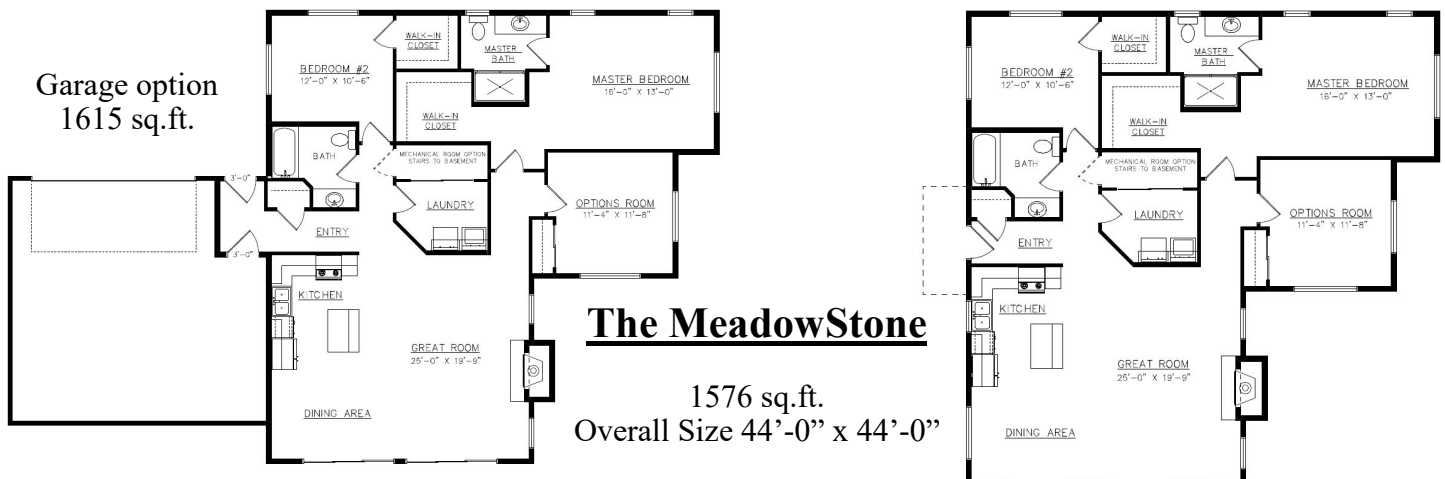 Garage option
1615 sq.ft.
WALK-IN
CLOSET
MASTER
BATH
BEDROOM #2
12'-0" X 10'-6"
MASTER BEDROOM
16'-0" X 13'-0"
WALK-IN
CLOSET
BATH
MECHANICAL ROOM OPTION
STAIRS TO BASEMENT
3'-0"
LAUNDRY
OPTIONS ROOM
11'-4" X 11'-8"
ENTRY
3'-0"
KITCHEN
GREAT ROOM
25'-0" X 19'-9"
DINING AREA
The MeadowStone
1576 sq.ft.
Overall Size 44’-0” x 44’-0”
WALK-IN
CLOSET
MASTER
BATH
BEDROOM #2
12'-0" X 10'-6"
MASTER BEDROOM
16'-0" X 13'-0"
WALK-IN
CLOSET
BATH
MECHANICAL ROOM OPTION
STAIRS TO BASEMENT
LAUNDRY
OPTIONS ROOM
11'-4" X 11'-8"
ENTRY
KITCHEN
GREAT ROOM
25'-0" X 19'-9"
DINING AREA